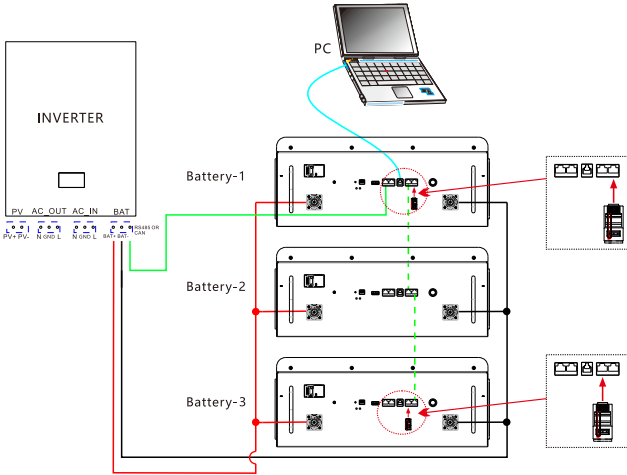 PC
INVERTER
Battery-1
PV AC_OUT AC_IN BAT
RS485 OR
CAN
PV+ PV- N GND L N GND L BAT+ BAT-
Battery-2
Battery-3